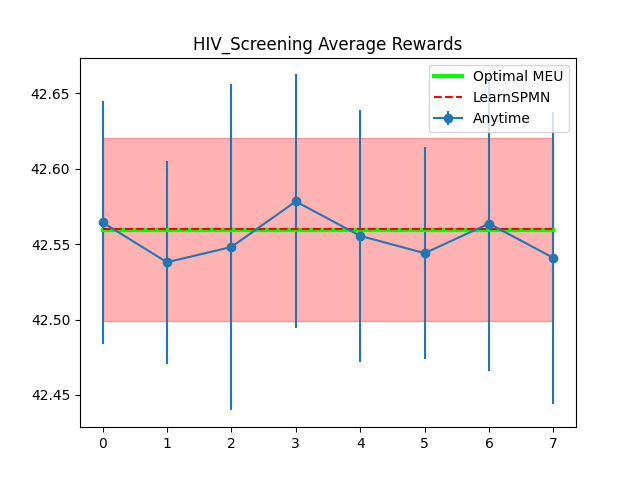 HIV_Screening Average Rewards
Optimal MEU
LearnSPMN
Anytime
42.65
42.60
42.55
42.50
42.45
0 1 2 3 4 5 6 7